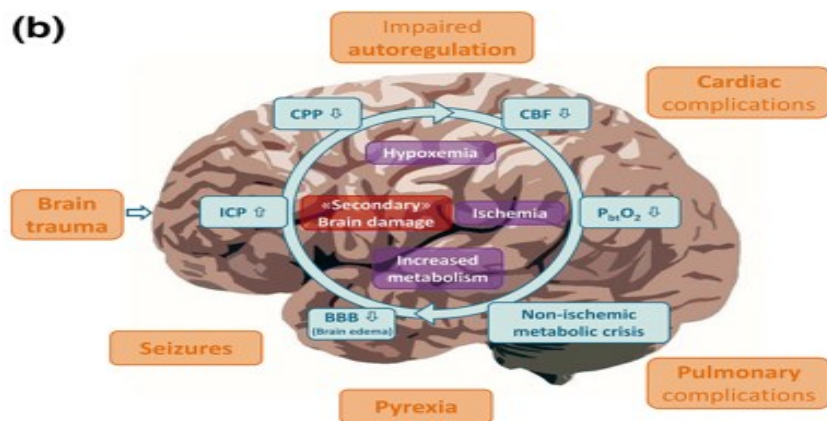 (b)
Impaired
autoregulation
Cardiac
complications
CPP ⇩
CBF ⇩
Hypoxemia
Brain
trauma
ICP ⇧
«Secondary»
Brain damage
Ischemia
PbtO2 ⇩
Increased
metabolism
BBB ⇩
(Brain edema)
Non-ischemic
metabolic crisis
Seizures
Pyrexia
Pulmonary
complications